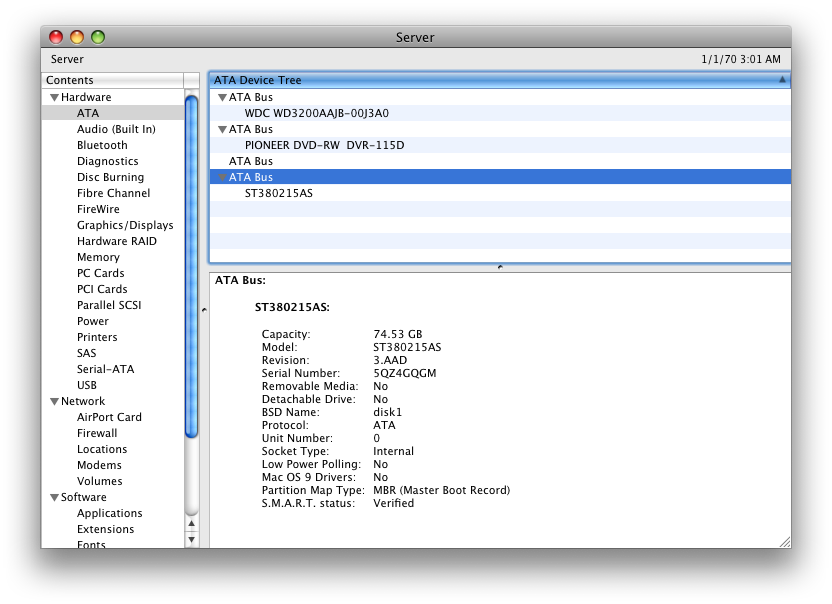 Server
Server 1/1/70 3:01 AM
Contents
Hardware
ATA
Audio (Built In)
Bluetooth
Diagnostics
Disc Burning
Fibre Channel
FireWire
Graphics/Displays
Hardware RAID
Memory
PC Cards
PCI Cards
Parallel SCSI
Power
Printers
SAS
Serial-ATA
USB
Network
AirPort Card
Firewall
Locations
Modems
Volumes
Software
Applications
Extensions
Fonts
ATA Device Tree
ATA Bus
WDC WD3200AAJB-00J3A0
ATA Bus
PIONEER DVD-RW  DVR-115D
ATA Bus
ATA Bus
ST380215AS
ATA Bus:
ST380215AS:
Capacity: 74.53 GB
Model: ST380215AS
Revision: 3.AAD
Serial Number: 5QZ4GQGM
Removable Media: No
Detachable Drive: No
BSD Name: disk1
Protocol: ATA
Unit Number: 0
Socket Type: Internal
Low Power Polling: No
Mac OS 9 Drivers: No
Partition Map Type: MBR (Master Boot Record)
S.M.A.R.T. status: Verified